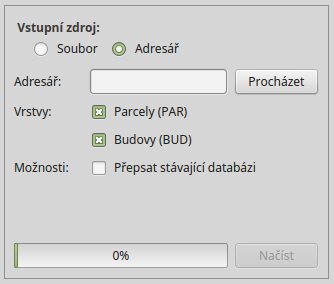 Vstupní zdroj:
Soubor Adresář
Adresář: Procházet
Vrstvy: Parcely (PAR)
Budovy (BUD)
Možnosti: Přepsat stávající databázi
0% Načíst